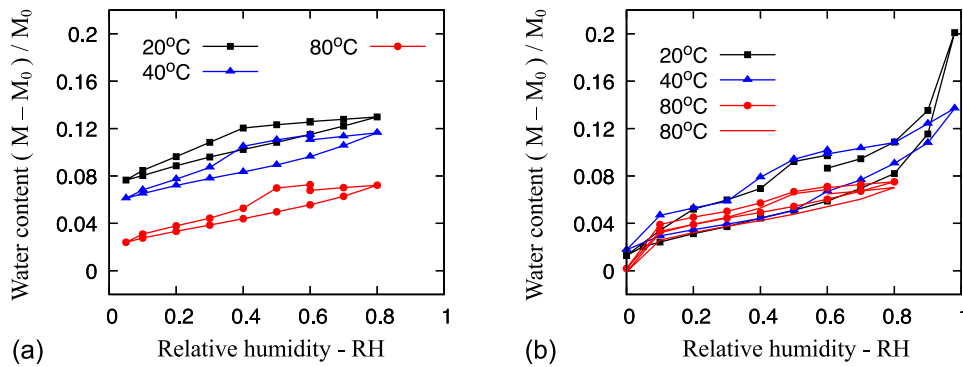 0.2
0.16
0.12
0.08
0.04
0
0 0.2 0.4 0.6 0.8 1
Water content ( M − M0 ) / M0
Relative humidity - RH
20°C
40°C
80°C
(a)
0.2
0.16
0.12
0.08
0.04
0
0 0.2 0.4 0.6 0.8 1
Water content ( M − M0 ) / M0
Relative humidity - RH
20°C
40°C
80°C
80°C
(b)